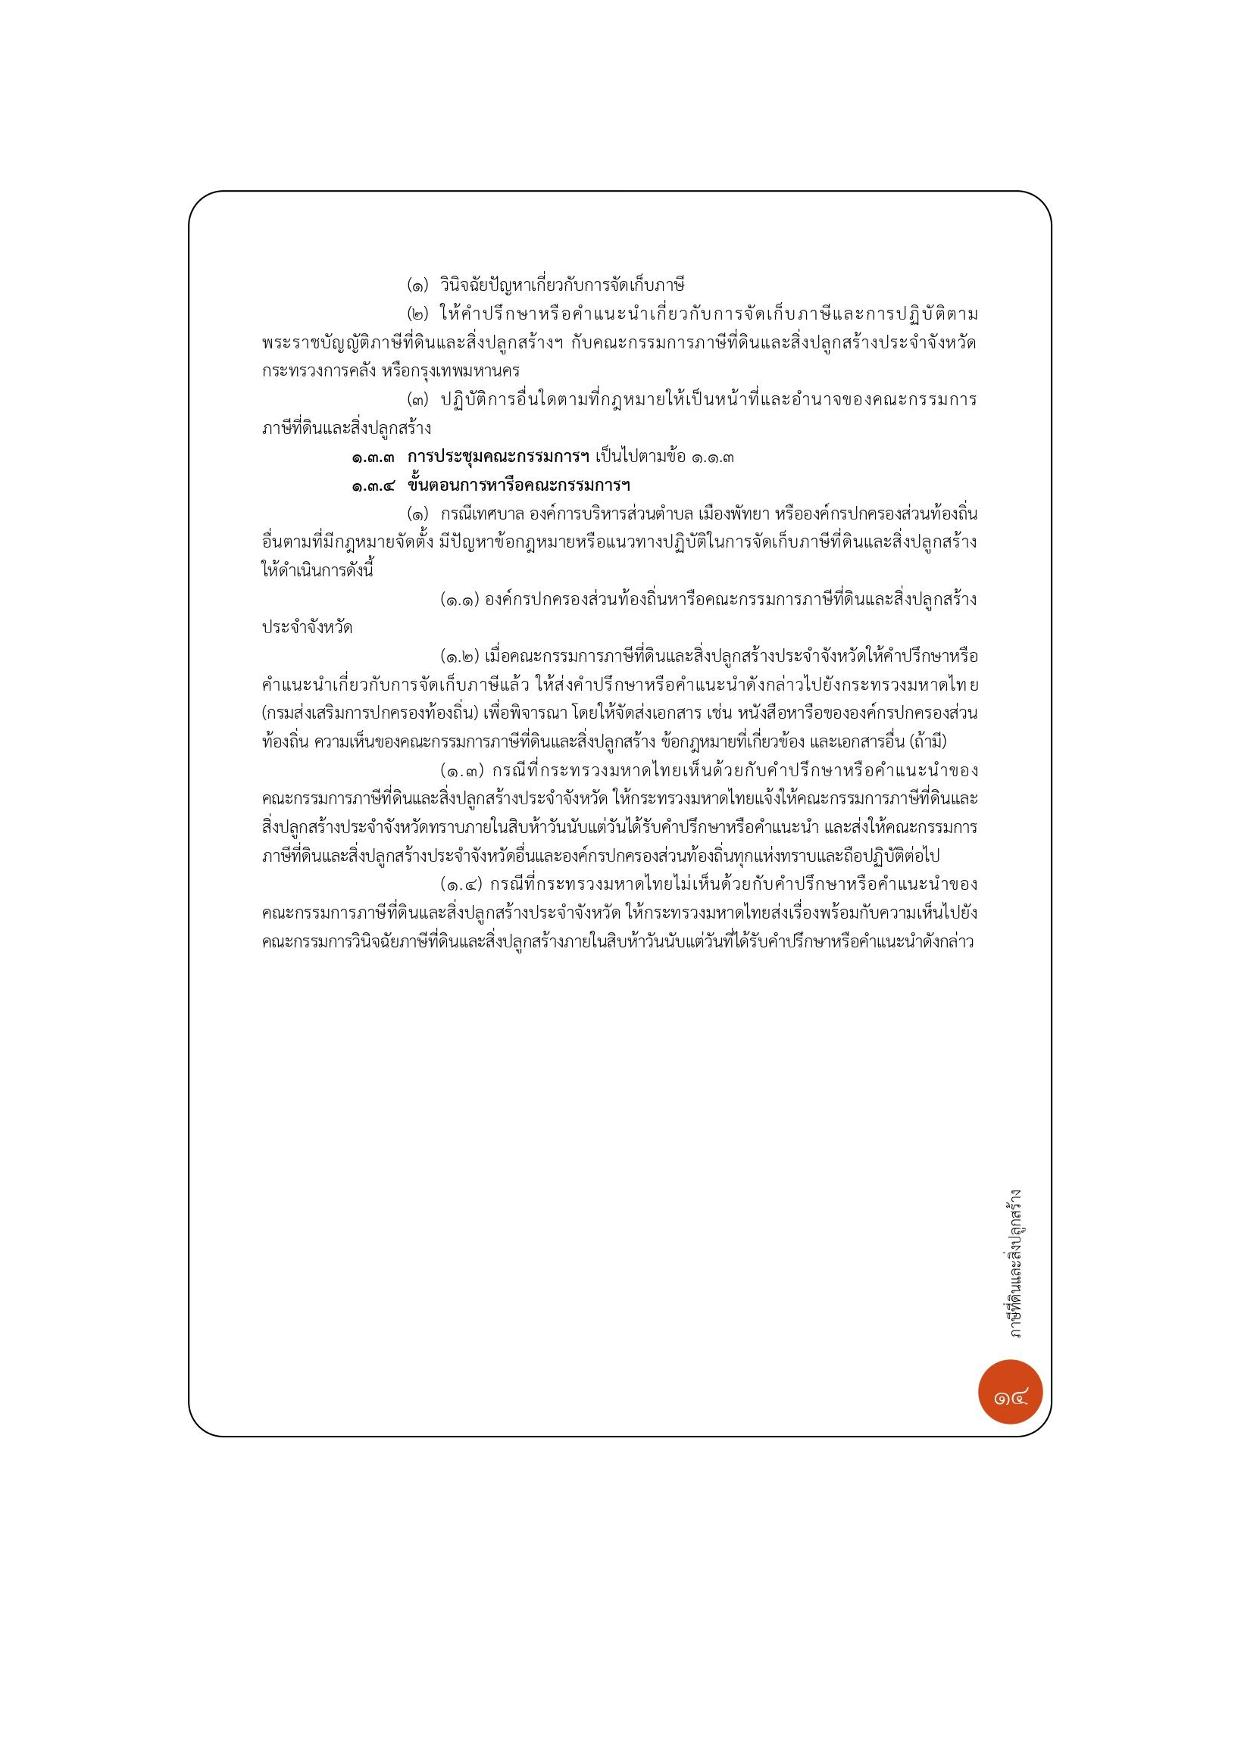 (๑) วินิจฉัยปัญหาเกี่ยวกับการจัดเก็บภาษี
(๒) ให้คำปรึกษาหรือคำแนะนำเกี่ยวกับการจัดเก็บภาษีและการปฏิบัติตาม
พระราชบัญญัติภาษีที่ดินและสิ่งปลูกสร้างฯ กับคณะกรรมการภาษีที่ดินและสิ่งปลูกสร้างประจำจังหวัด
กระทรวงการคลัง หรือกรุงเทพมหานคร
(๓) ปฏิบัติการอื่นใดตามที่กฎหมายให้เป็นหน้าที่และอำนาจของคณะกรรมการ
ภาษีที่ดินและสิ่งปลูกสร้าง
๑.๓.๓ การประชุมคณะกรรมการฯ เป็นไปตามข้อ ๑.๑.๓
๑.๓.๔ ขั้นตอนการหารือคณะกรรมการฯ
(๑) กรณีเทศบาล องค์การบริหารส่วนตำบล เมืองพัทยา หรือองค์กรปกครองส่วนท้องถิ่น
อื่นตามที่มีกฎหมายจัดตั้ง มีปัญหาข้อกฎหมายหรือแนวทางปฏิบัติในการจัดเก็บภาษีที่ดินและสิ่งปลูกสร้าง
ให้ดำเนินการดังนี้
(๑.๑) องค์กรปกครองส่วนท้องถิ่นหารือคณะกรรมการภาษีที่ดินและสิ่งปลูกสร้าง
ประจำจังหวัด
(๑.๒) เมื่อคณะกรรมการภาษีที่ดินและสิ่งปลูกสร้างประจำจังหวัดให้คำปรึกษาหรือ
คำแนะนำเกี่ยวกับการจัดเก็บภาษีแล้ว ให้ส่งคำปรึกษาหรือคำแนะนำดังกล่าวไปยังกระทรวงมหาดไทย
(กรมส่งเสริมการปกครองท้องถิ่น) เพื่อพิจารณา โดยให้จัดส่งเอกสาร เช่น หนังสือหารือขององค์กรปกครองส่วน
ท้องถิ่น ความเห็นของคณะกรรมการภาษีที่ดินและสิ่งปลูกสร้าง ข้อกฎหมายที่เกี่ยวข้อง และเอกสารอื่น (ถ้ามี)
(๑.๓) กรณีที่กระทรวงมหาดไทยเห็นด้วยกับคำปรึกษาหรือคำแนะนำของ
คณะกรรมการภาษีที่ดินและสิ่งปลูกสร้างประจำจังหวัด ให้กระทรวงมหาดไทยแจ้งให้คณะกรรมการภาษีที่ดินและ
สิ่งปลูกสร้างประจำจังหวัดทราบภายในสิบห้าวันนับแต่วันได้รับคำปรึกษาหรือคำแนะนำ และส่งให้คณะกรรมการ
ภาษีที่ดินและสิ่งปลูกสร้างประจำจังหวัดอื่นและองค์กรปกครองส่วนท้องถิ่นทุกแห่งทราบและถือปฏิบัติต่อไป
(๑.๔) กรณีที่กระทรวงมหาดไทยไม่เห็นด้วยกับคำปรึกษาหรือคำแนะนำของ
คณะกรรมการภาษีที่ดินและสิ่งปลูกสร้างประจำจังหวัด ให้กระทรวงมหาดไทยส่งเรื่องพร้อมกับความเห็นไปยัง
คณะกรรมการวินิจฉัยภาษีที่ดินและสิ่งปลูกสร้างภายในสิบห้าวันนับแต่วันที่ได้รับคำปรึกษาหรือคำแนะนำดังกล่าว
ภาษีที่ดินและสิ่งปลูกสร้าง
๑๔